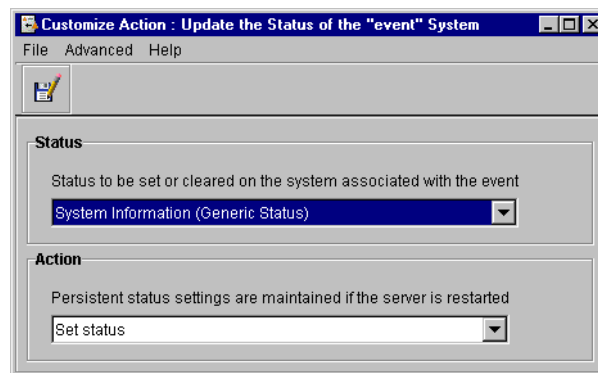 Customize Action : Update the Status of the "event" System
File Advanced Help
Status
Status to be set or cleared on the system associated with the event
System Information (Generic Status)
Action
Persistent status settings are maintained if the server is restarted
Set status